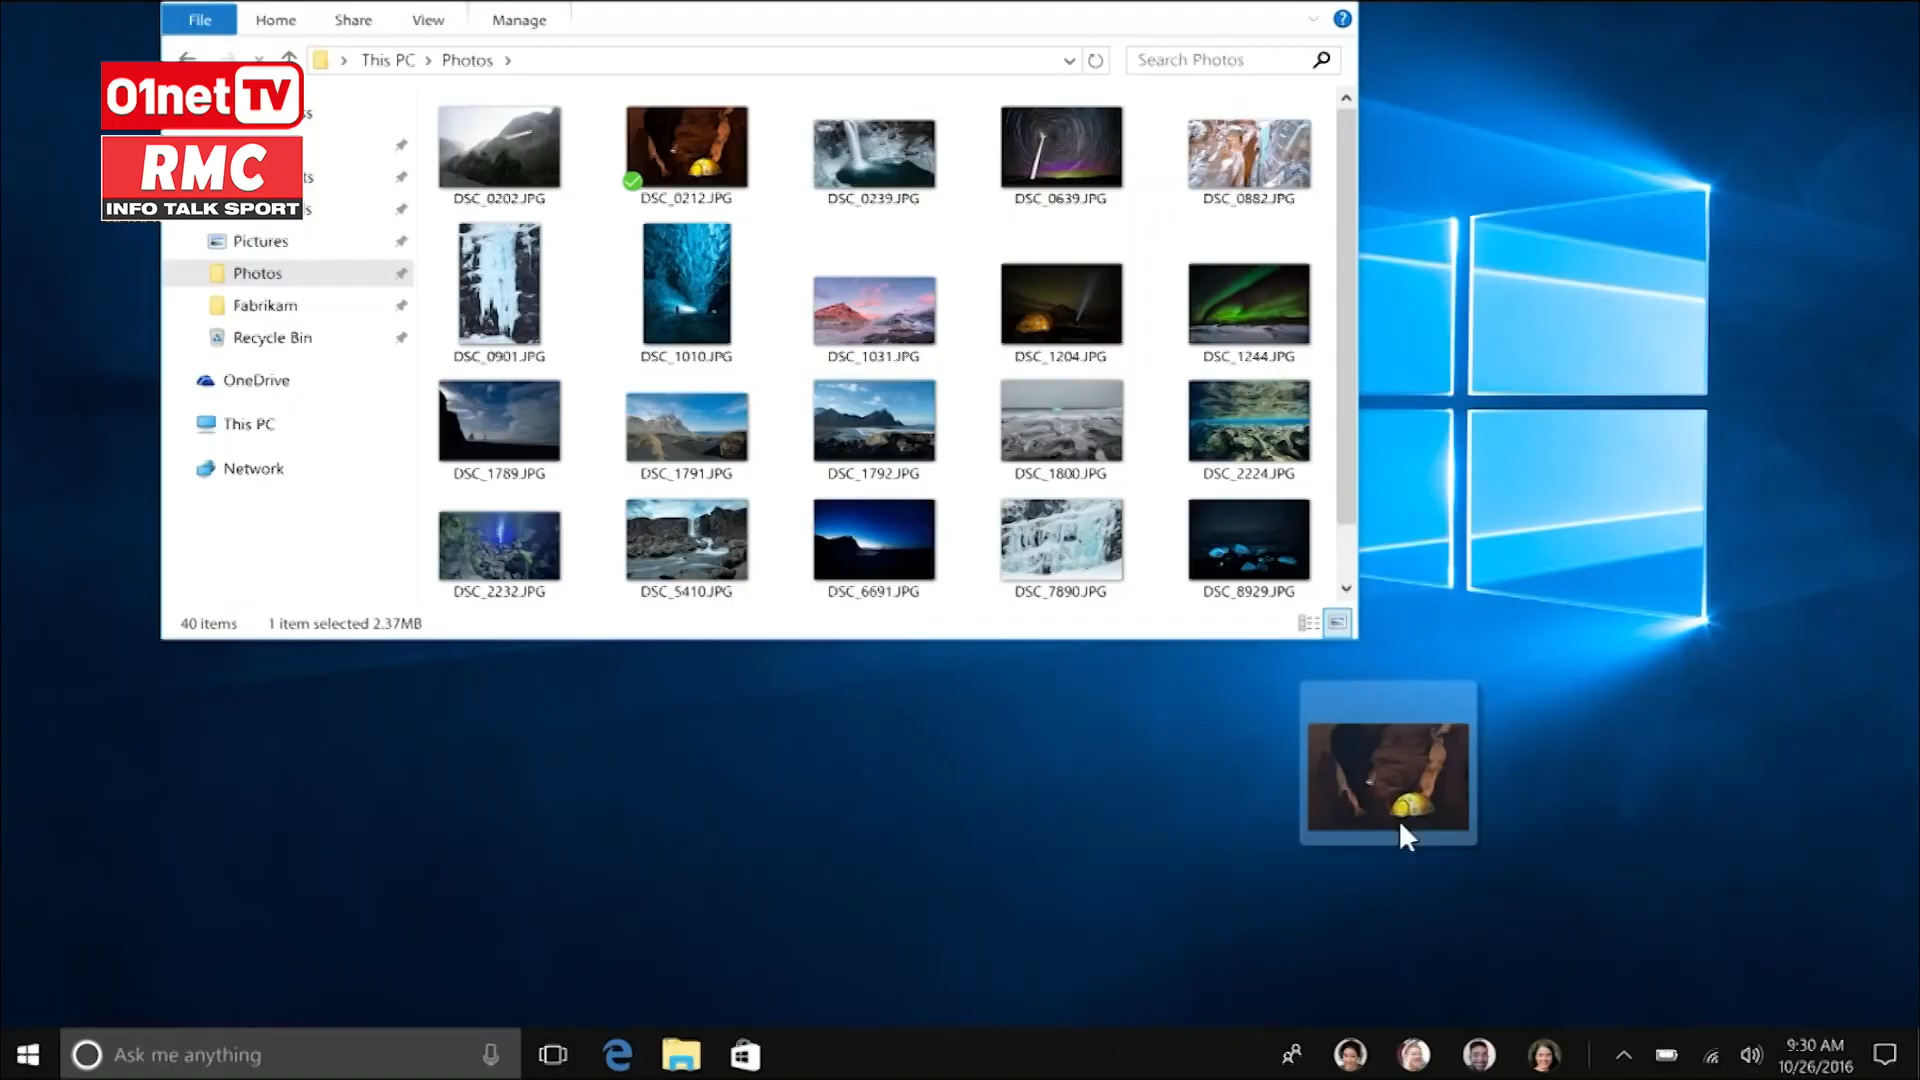 File Home Share View Manage
This PC Photos Search Photos
01net TV
RMC
INFO TALK SPORT
Pictures
Photos
Fabrikam
Recycle Bin
OneDrive
This PC
Network
DSC_0202.JPG DSC_0212.JPG DSC_0239.JPG DSC_0639.JPG DSC_0882.JPG
DSC_0901.JPG DSC_1010.JPG DSC_1031.JPG DSC_1204.JPG DSC_1244.JPG
DSC_1789.JPG DSC_1791.JPG DSC_1792.JPG DSC_1800.JPG DSC_2224.JPG
DSC_2232.JPG DSC_5410.JPG DSC_6691.JPG DSC_7890.JPG DSC_8929.JPG
40 items 1 item selected 2.37MB
Ask me anything
9:30 AM
10/26/2016